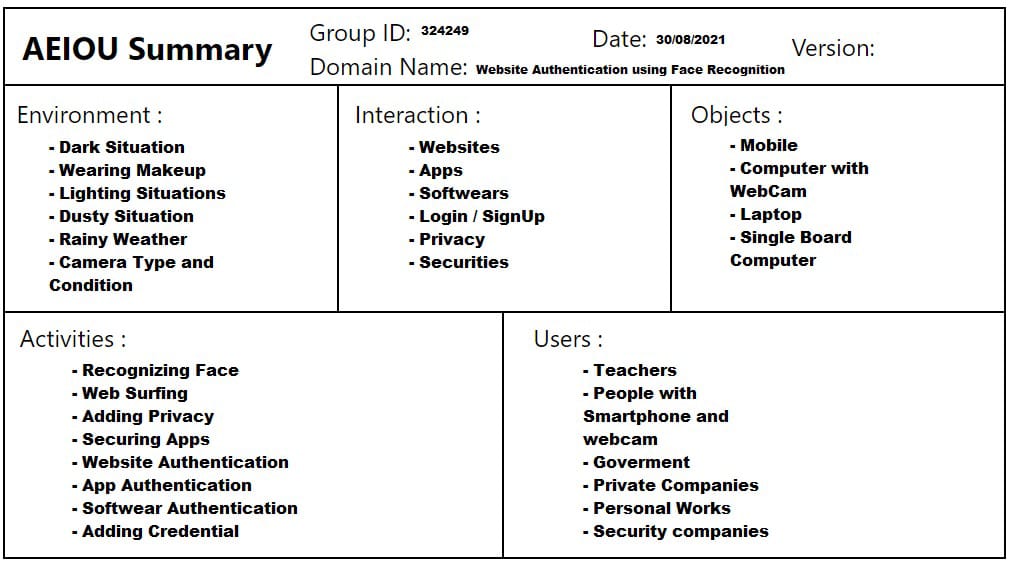 AEIOU Summary
Group ID: 324249
Date: 30/08/2021
Version:
Domain Name: Website Authentication using Face Recognition
Environment :
- Dark Situation
- Wearing Makeup
- Lighting Situations
- Dusty Situation
- Rainy Weather
- Camera Type and
Condition
Interaction :
- Websites
- Apps
- Softwears
- Login / SignUp
- Privacy
- Securities
Objects :
- Mobile
- Computer with
WebCam
- Laptop
- Single Board
Computer
Activities :
- Recognizing Face
- Web Surfing
- Adding Privacy
- Securing Apps
- Website Authentication
- App Authentication
- Softwear Authentication
- Adding Credential
Users :
- Teachers
- People with
Smartphone and
webcam
- Goverment
- Private Companies
- Personal Works
- Security companies